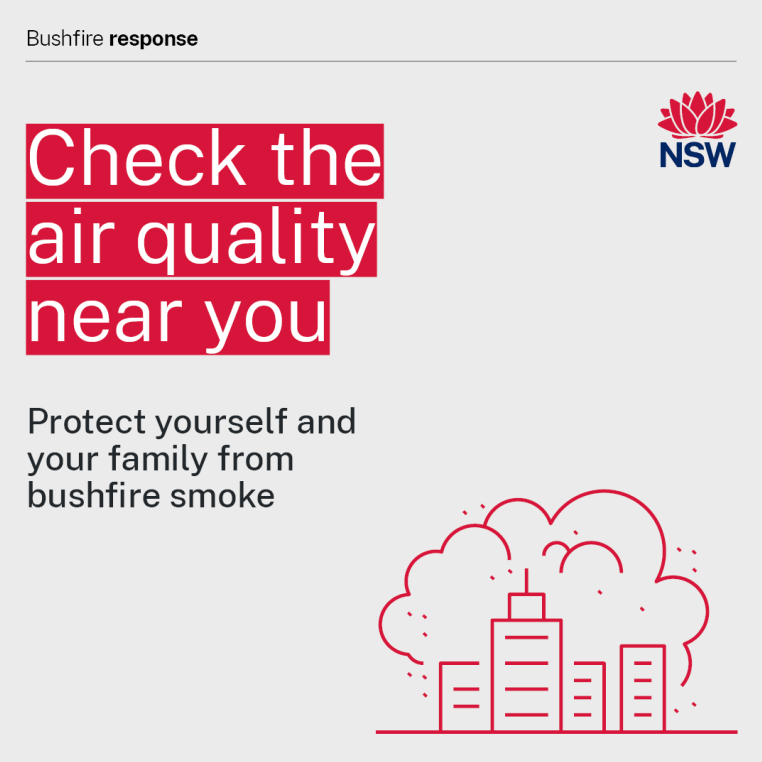 Bushfire response
NSW
Check the
air quality
near you
Protect yourself and
your family from
bushfire smoke